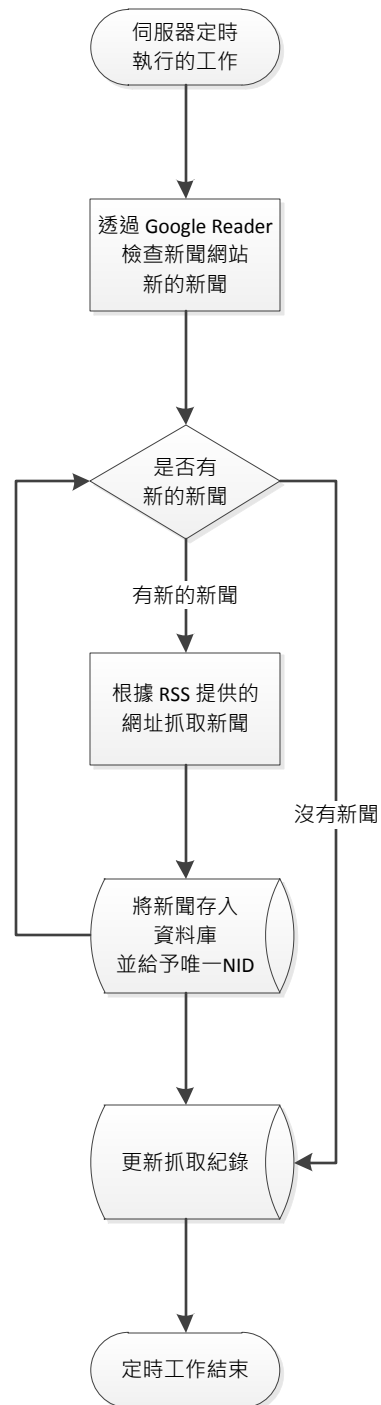 伺服器定時
執行的工作
透過 Google Reader
檢查新聞網站
新的新聞
是否有
新的新聞
有新的新聞
根據 RSS 提供的
網址抓取新聞
沒有新聞
將新聞存入
資料庫
並給予唯一NID
更新抓取紀錄
定時工作結束